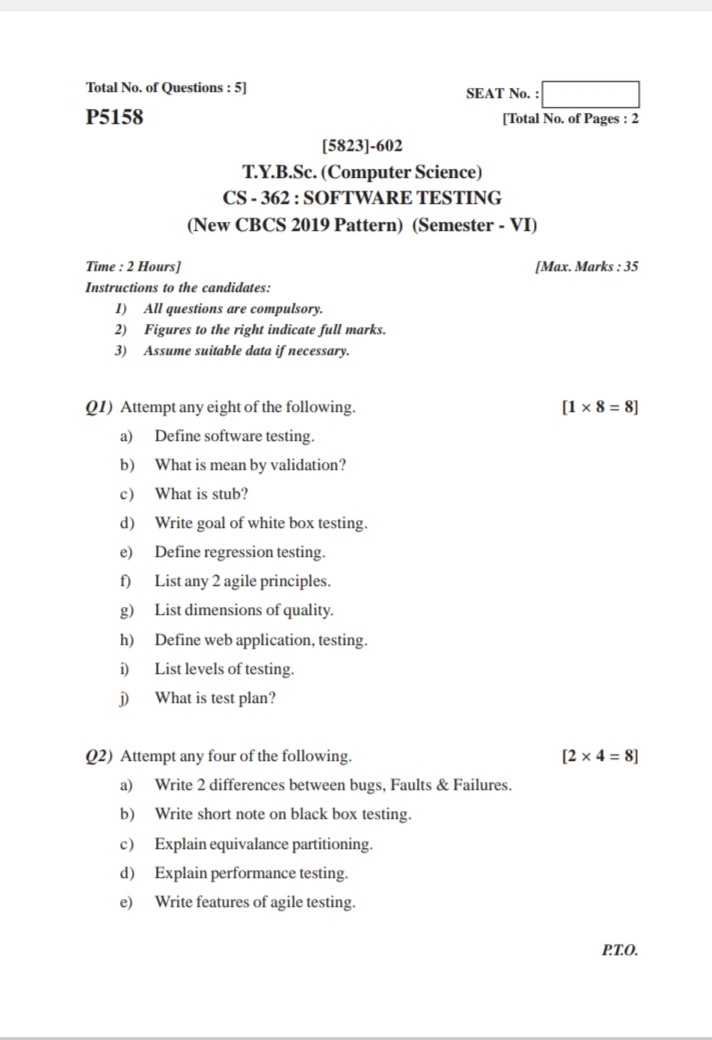 Total No. of Questions : 5]
SEAT No. :
P5158
[Total No. of Pages : 2
[5823]-602
T.Y.B.Sc. (Computer Science)
CS - 362 : SOFTWARE TESTING
(New CBCS 2019 Pattern) (Semester - VI)
Time : 2 Hours]
[Max. Marks : 35
Instructions to the candidates:
1) All questions are compulsory.
2) Figures to the right indicate full marks.
3) Assume suitable data if necessary.
Q1) Attempt any eight of the following. [1 × 8 = 8]
a) Define software testing.
b) What is mean by validation?
c) What is stub?
d) Write goal of white box testing.
e) Define regression testing.
f) List any 2 agile principles.
g) List dimensions of quality.
h) Define web application, testing.
i) List levels of testing.
j) What is test plan?
Q2) Attempt any four of the following. [2 × 4 = 8]
a) Write 2 differences between bugs, Faults & Failures.
b) Write short note on black box testing.
c) Explain equivalance partitioning.
d) Explain performance testing.
e) Write features of agile testing.
P.T.O.